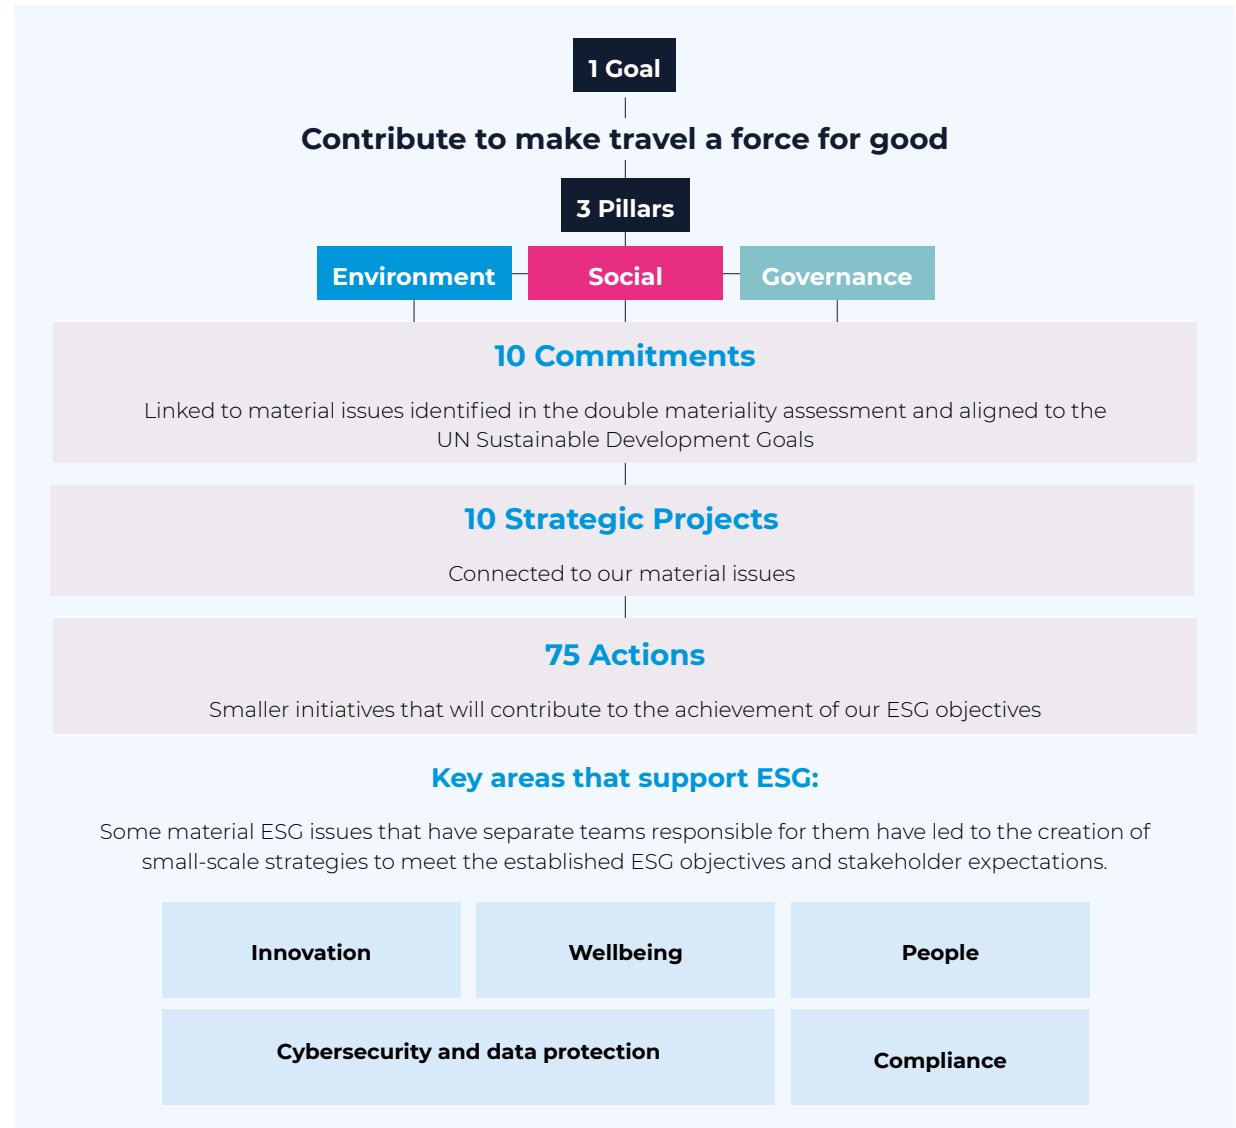 1 Goal
Contribute to make travel a force for good
3 Pillars
Environment
Social
Governance
10 Commitments
Linked to material issues identified in the double materiality assessment and aligned to the
UN Sustainable Development Goals
10 Strategic Projects
Connected to our material issues
75 Actions
Smaller initiatives that will contribute to the achievement of our ESG objectives
Key areas that support ESG:
Some material ESG issues that have separate teams responsible for them have led to the creation of
small-scale strategies to meet the established ESG objectives and stakeholder expectations.
Innovation
Wellbeing
People
Cybersecurity and data protection
Compliance